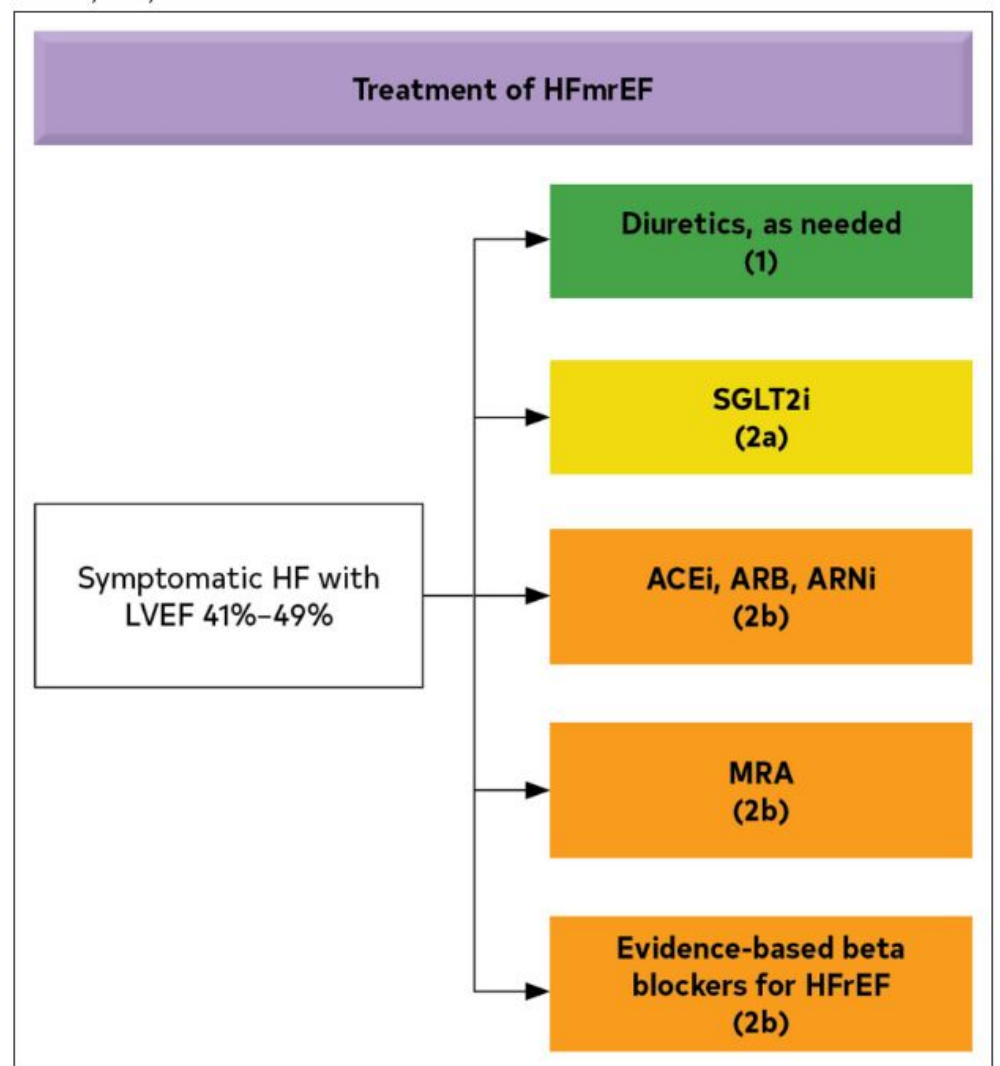 Treatment of HFmrEF
Diuretics, as needed
(1)
SGLT2i
(2a)
Symptomatic HF with
LVEF 41%–49%
ACEi, ARB, ARNi
(2b)
MRA
(2b)
Evidence-based beta
blockers for HFrEF
(2b)